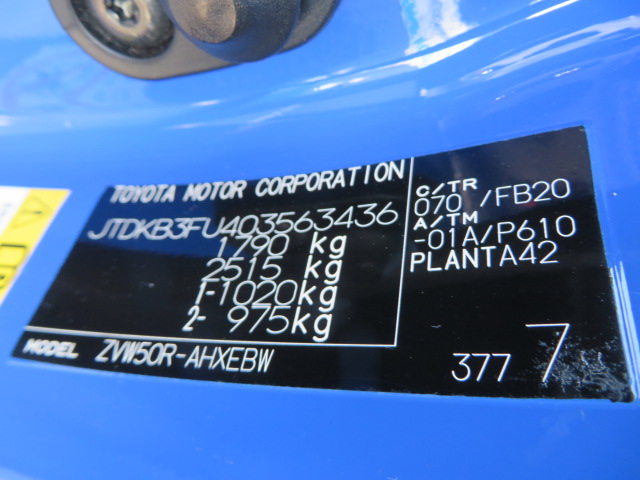 TOYOTA MOTOR CORPORATION
JTDKB3FU403563436
1790 kg
2515 kg
1-1020kg
2- 975kg
C/TR
070 /FB20
A/TM
-01A/P610
PLANTA42
MODEL ZVW50R-AHXEBW
377 7